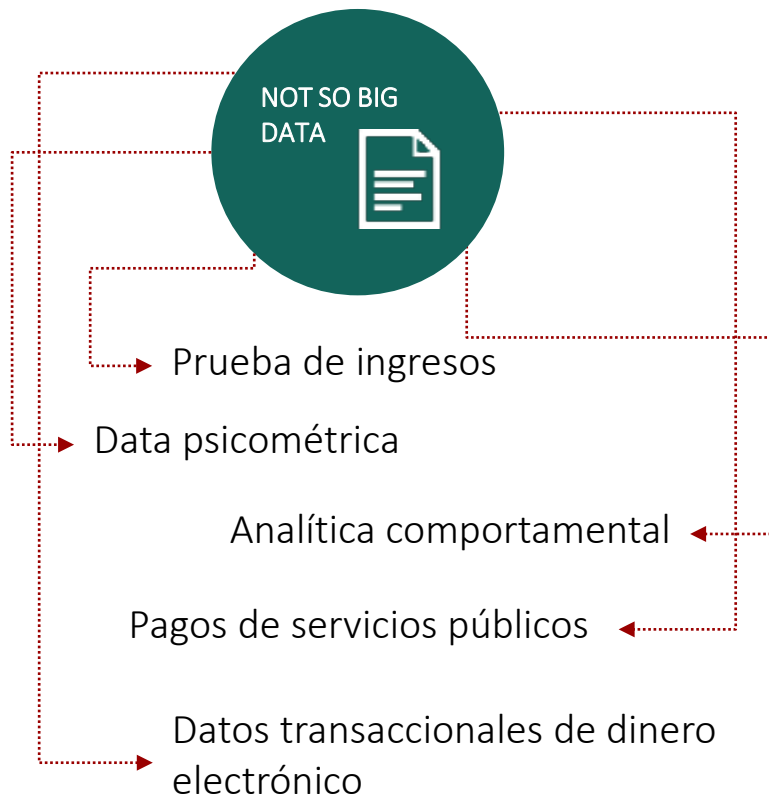 NOT SO BIG
DATA
Prueba de ingresos
Data psicométrica
Analítica comportamental
Pagos de servicios públicos
Datos transaccionales de dinero
electrónico